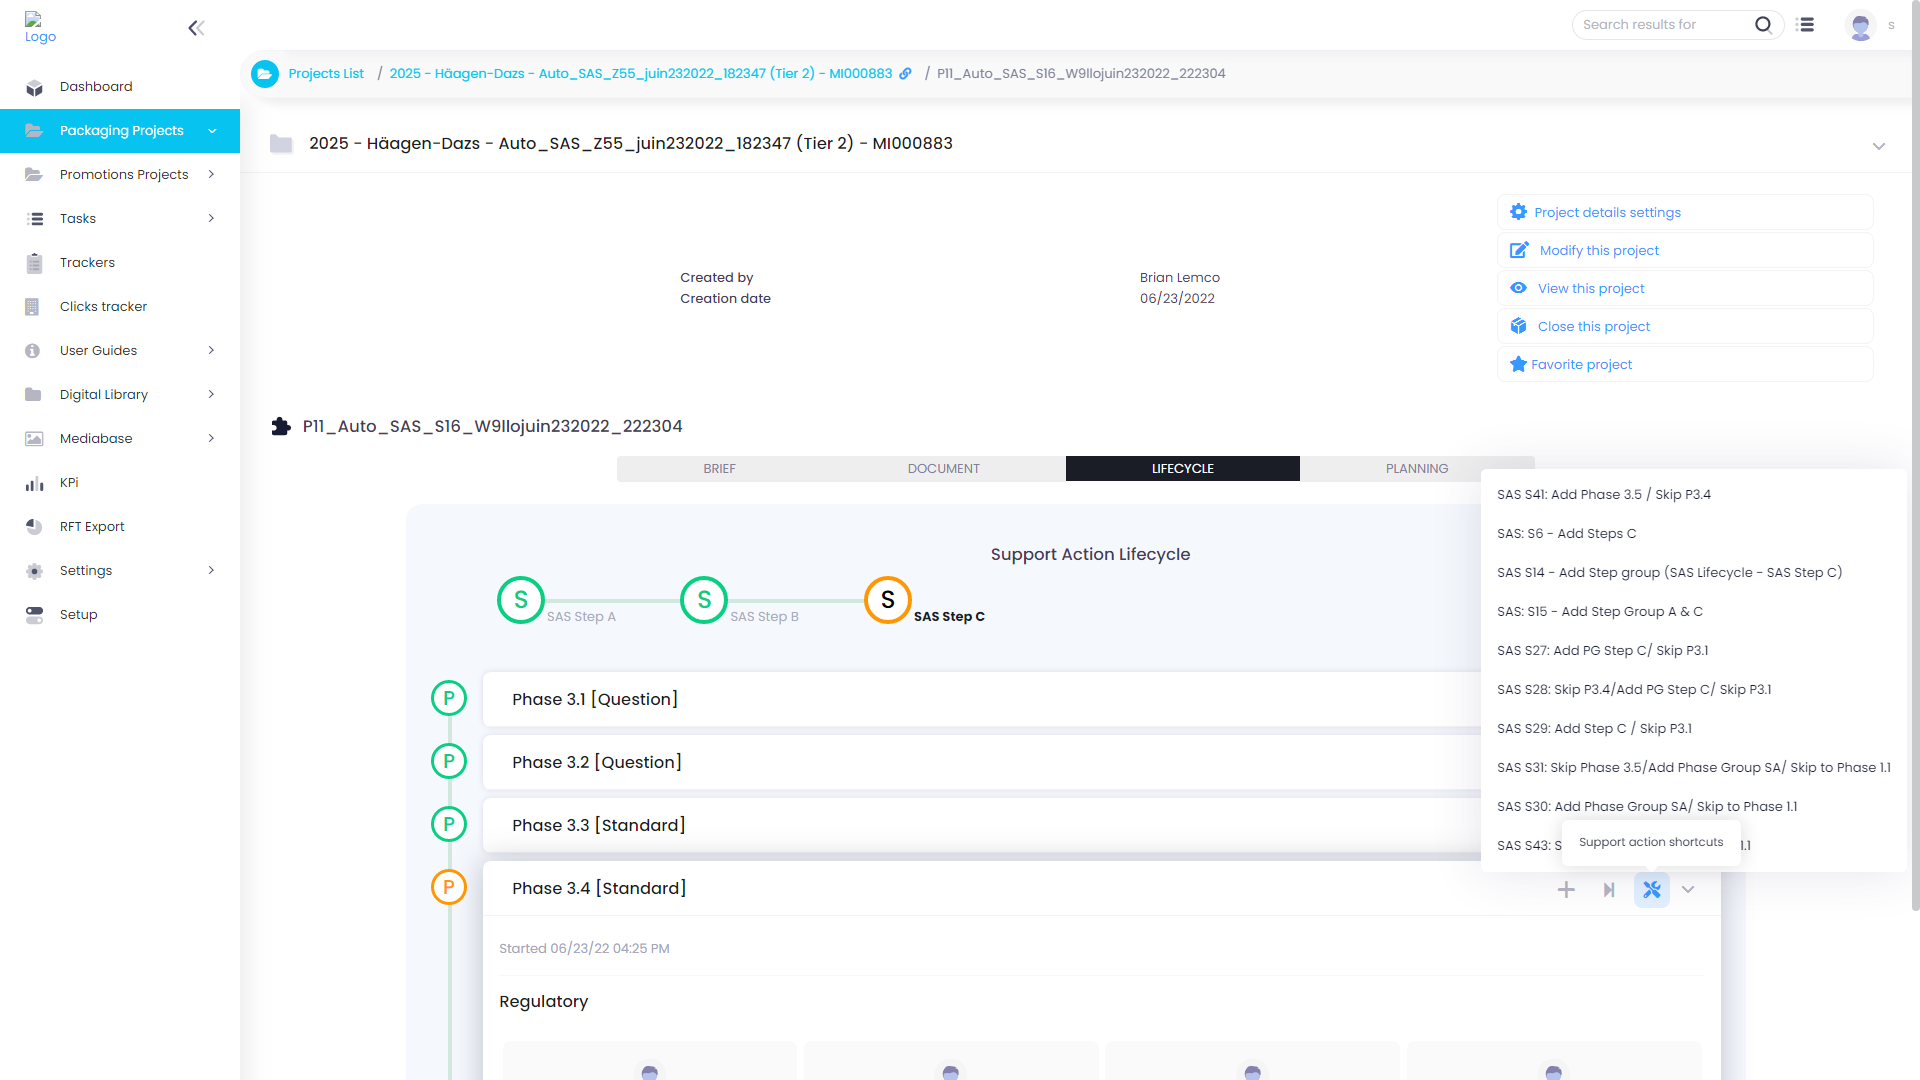 Logo
Search results for
s
Dashboard
Packaging Projects
Promotions Projects
Tasks
Trackers
Clicks tracker
User Guides
Digital Library
Mediabase
KPi
RFT Export
Settings
Setup
Projects List / 2025 - Häagen-Dazs - Auto_SAS_Z55_juin232022_182347 (Tier 2) - MI000883 / P11_Auto_SAS_S16_W9llojuin232022_222304
2025 - Häagen-Dazs - Auto_SAS_Z55_juin232022_182347 (Tier 2) - MI000883
Created by Brian Lemco
Creation date 06/23/2022
Project details settings
Modify this project
View this project
Close this project
Favorite project
P11_Auto_SAS_S16_W9llojuin232022_222304
BRIEF DOCUMENT LIFECYCLE PLANNING
Support Action Lifecycle
S SAS Step A
S SAS Step B
S SAS Step C
P Phase 3.1 [Question]
P Phase 3.2 [Question]
P Phase 3.3 [Standard]
P Phase 3.4 [Standard]
Started 06/23/22 04:25 PM
Regulatory
SAS S41: Add Phase 3.5 / Skip P3.4
SAS: S6 - Add Steps C
SAS S14 - Add Step group (SAS Lifecycle - SAS Step C)
SAS: S15 - Add Step Group A & C
SAS S27: Add PG Step C/ Skip P3.1
SAS S28: Skip P3.4/Add PG Step C/ Skip P3.1
SAS S29: Add Step C / Skip P3.1
SAS S31: Skip Phase 3.5/Add Phase Group SA/ Skip to Phase 1.1
SAS S30: Add Phase Group SA/ Skip to Phase 1.1
SAS S43: S 1.1
Support action shortcuts